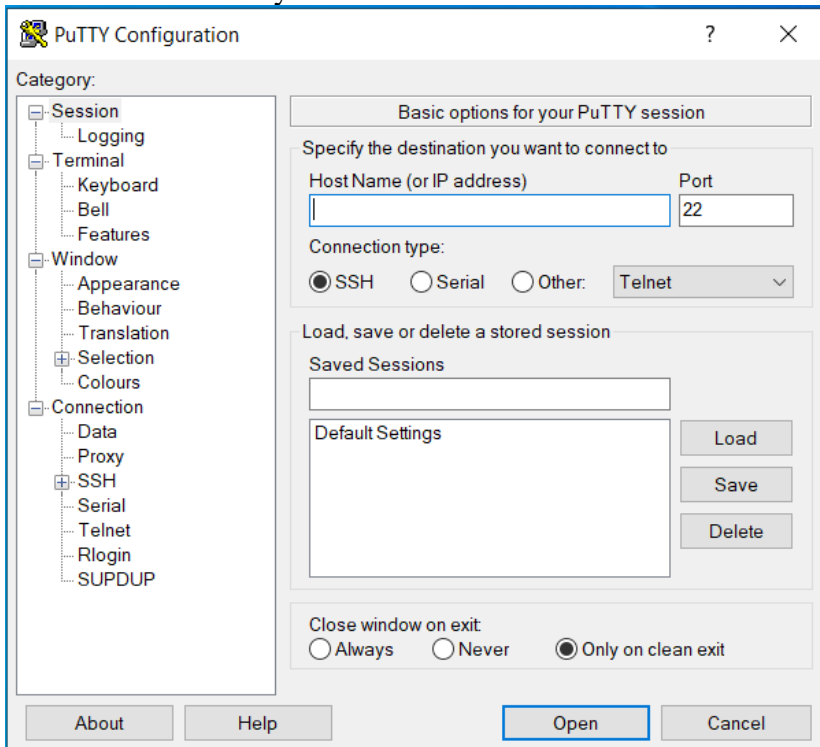 PuTTY Configuration
?
Category:
Session
Logging
Terminal
Keyboard
Bell
Features
Window
Appearance
Behaviour
Translation
Selection
Colours
Connection
Data
Proxy
SSH
Serial
Telnet
Rlogin
SUPDUP
Basic options for your PuTTY session
Specify the destination you want to connect to
Host Name (or IP address) Port
22
Connection type:
SSH Serial Other: Telnet
Load, save or delete a stored session
Saved Sessions
Default Settings
Load
Save
Delete
Close window on exit:
Always Never Only on clean exit
About Help Open Cancel